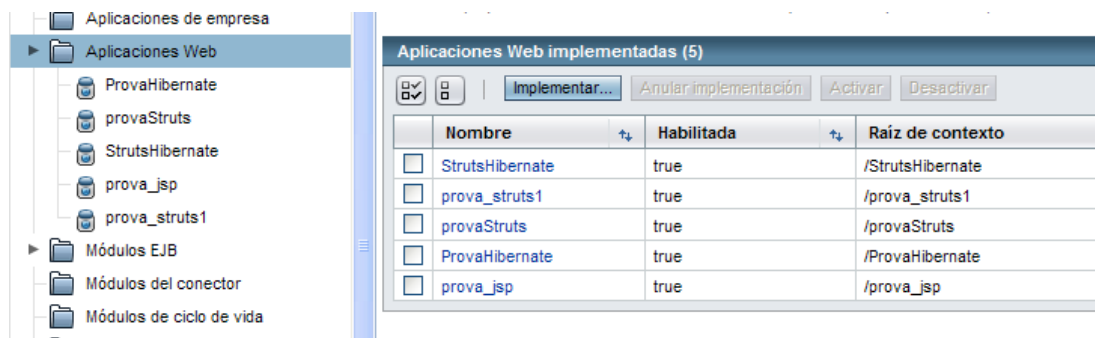 Aplicaciones de empresa
Aplicaciones Web
ProvaHibernate
provaStruts
StrutsHibernate
prova_jsp
prova_struts1
Módulos EJB
Módulos del conector
Módulos de ciclo de vida
Aplicaciones Web implementadas (5)
Implementar... Anular implementación Activar Desactivar
Nombre Habilitada Raíz de contexto
StrutsHibernate true /StrutsHibernate
prova_struts1 true /prova_struts1
provaStruts true /provaStruts
ProvaHibernate true /ProvaHibernate
prova_jsp true /prova_jsp